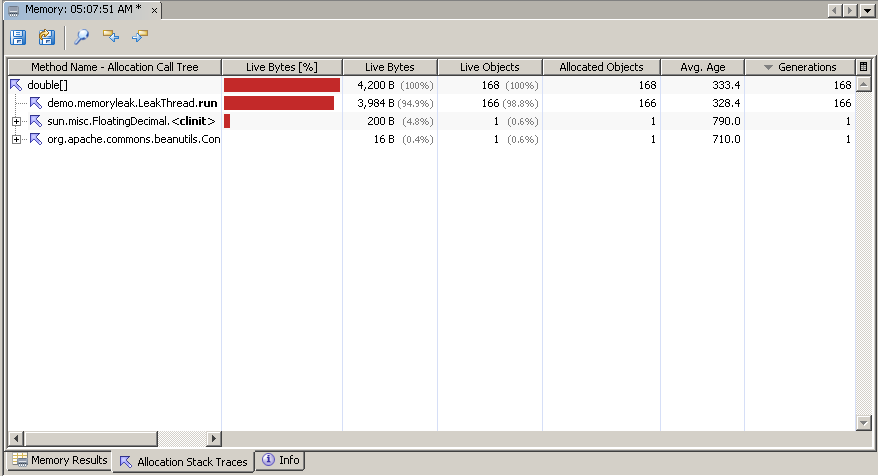 Memory: 05:07:51 AM * ×
Method Name - Allocation Call Tree Live Bytes [%] Live Bytes Live Objects Allocated Objects Avg. Age Generations
double[] 4,200 B (100%) 168 (100%) 168 333.4 168
demo.memoryleak.LeakThread.run 3,984 B (94.9%) 166 (98.8%) 166 328.4 166
sun.misc.FloatingDecimal.<clinit> 200 B (4.8%) 1 (0.6%) 1 790.0 1
org.apache.commons.beanutils.Con 16 B (0.4%) 1 (0.6%) 1 710.0 1
Memory Results Allocation Stack Traces Info